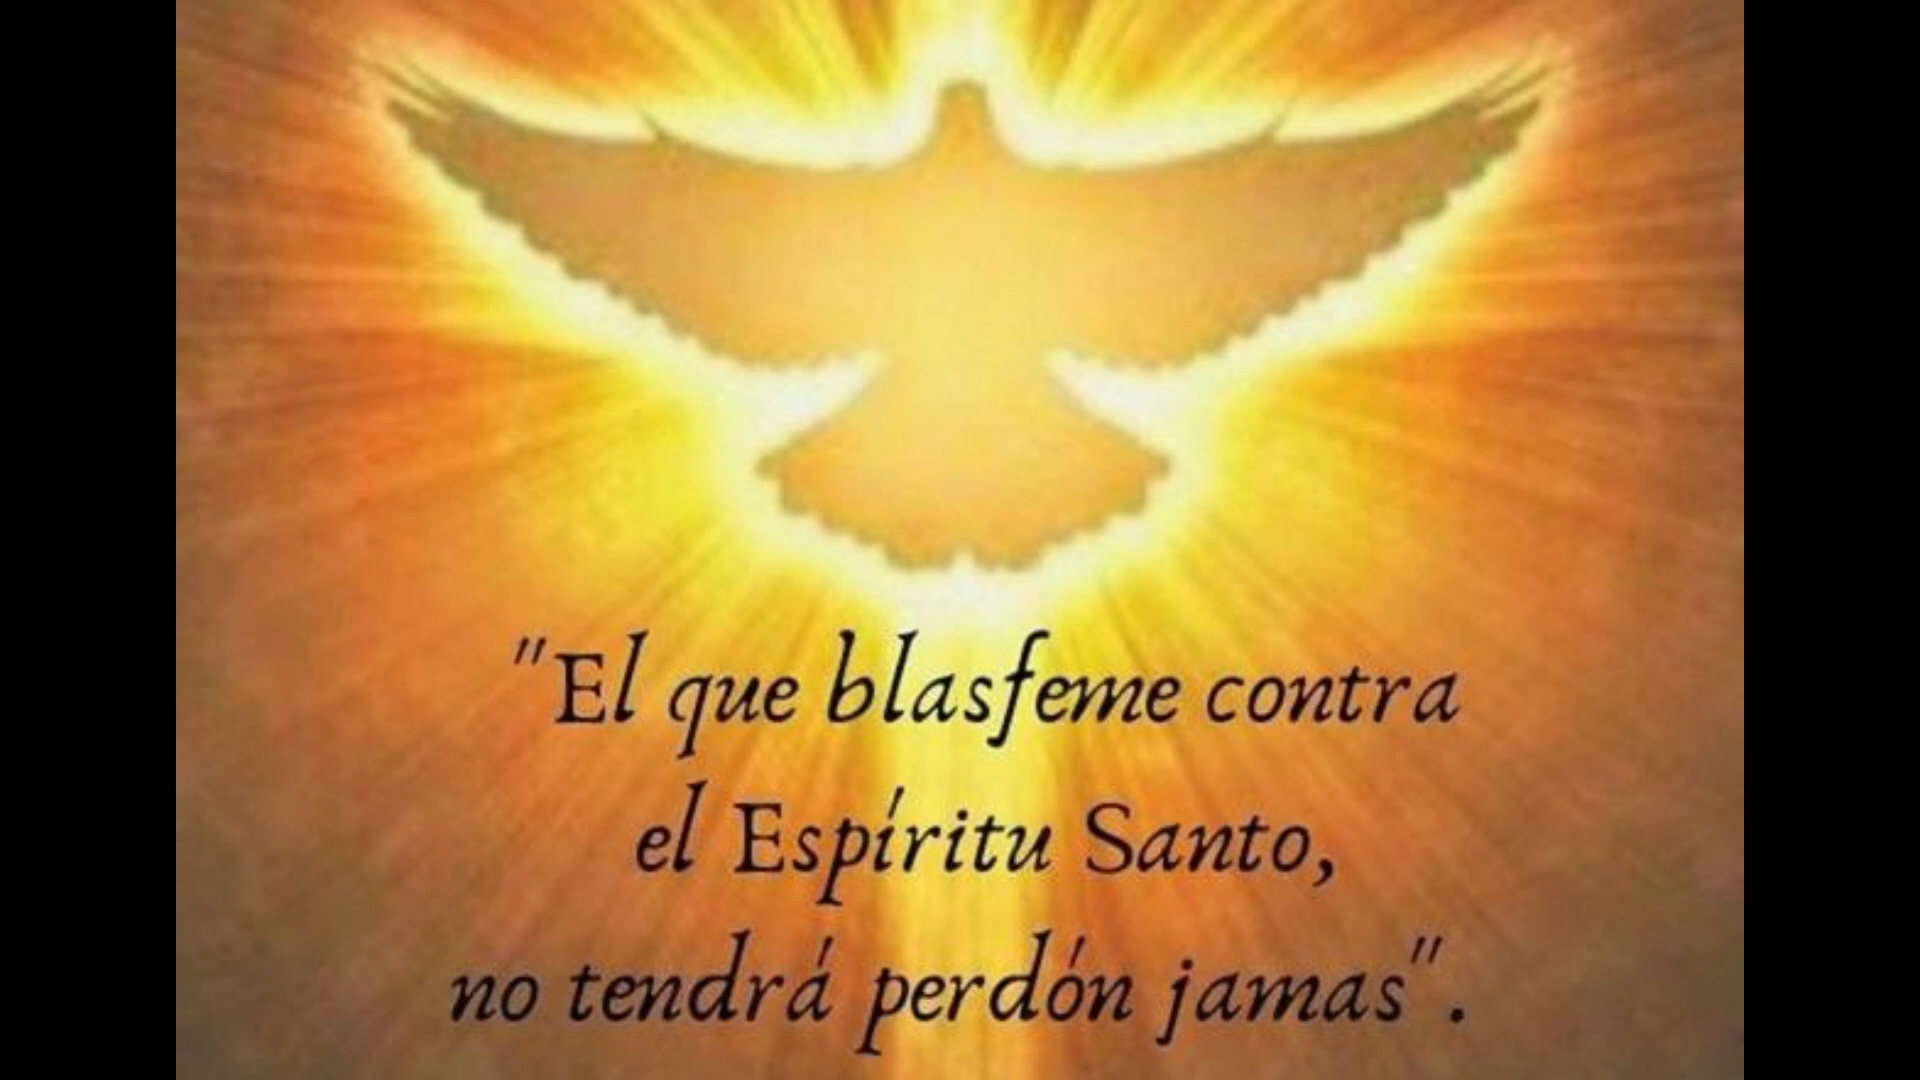 "El que blasfeme contra
el Espíritu Santo,
no tendrá perdón jamas".